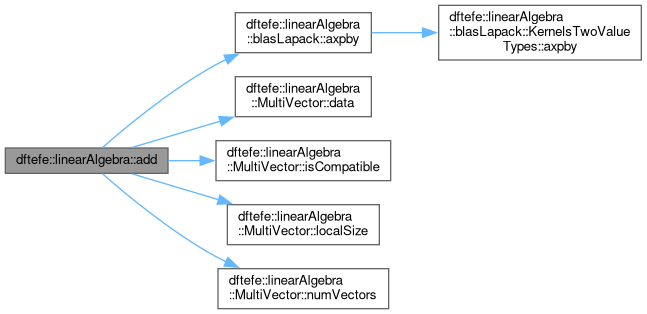 dftefe::linearAlgebra::add
dftefe::linearAlgebra
::blasLapack::axpby
dftefe::linearAlgebra
::blasLapack::KernelsTwoValue
Types::axpby
dftefe::linearAlgebra
::MultiVector::data
dftefe::linearAlgebra
::MultiVector::isCompatible
dftefe::linearAlgebra
::MultiVector::localSize
dftefe::linearAlgebra
::MultiVector::numVectors